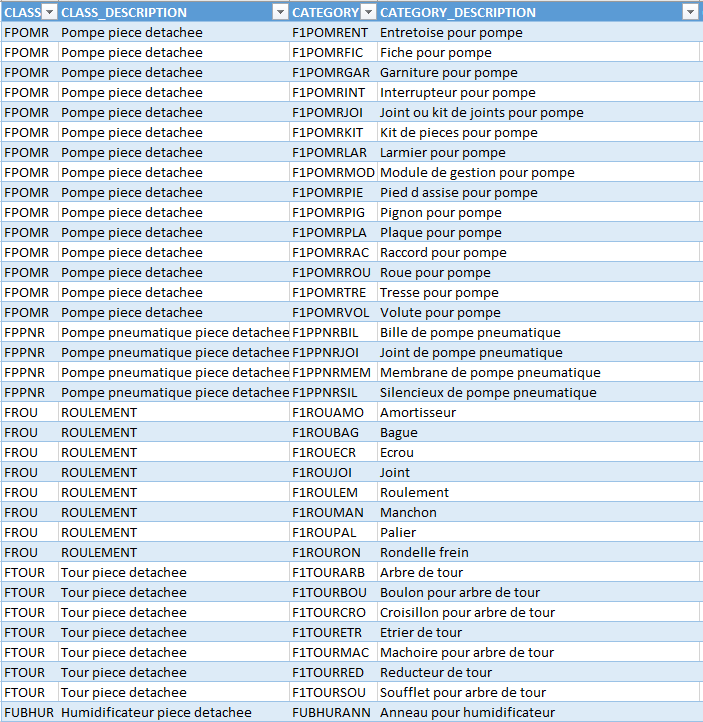 CLASS CLASS_DESCRIPTION CATEGORY CATEGORY_DESCRIPTION
FPOMR Pompe piece detachee F1POMRENT Entretoise pour pompe
FPOMR Pompe piece detachee F1POMRFIC Fiche pour pompe
FPOMR Pompe piece detachee F1POMRGAR Garniture pour pompe
FPOMR Pompe piece detachee F1POMRINT Interrupteur pour pompe
FPOMR Pompe piece detachee F1POMRJOI Joint ou kit de joints pour pompe
FPOMR Pompe piece detachee F1POMRKIT Kit de pieces pour pompe
FPOMR Pompe piece detachee F1POMRLAR Larmier pour pompe
FPOMR Pompe piece detachee F1POMRMOD Module de gestion pour pompe
FPOMR Pompe piece detachee F1POMRPIE Pied d assise pour pompe
FPOMR Pompe piece detachee F1POMRPIG Pignon pour pompe
FPOMR Pompe piece detachee F1POMRPLA Plaque pour pompe
FPOMR Pompe piece detachee F1POMRRAC Raccord pour pompe
FPOMR Pompe piece detachee F1POMRROU Roue pour pompe
FPOMR Pompe piece detachee F1POMRTRE Tresse pour pompe
FPOMR Pompe piece detachee F1POMRVOL Volute pour pompe
FPPNR Pompe pneumatique piece detachee F1PPNRBIL Bille de pompe pneumatique
FPPNR Pompe pneumatique piece detachee F1PPNRJOI Joint de pompe pneumatique
FPPNR Pompe pneumatique piece detachee F1PPNRMEM Membrane de pompe pneumatique
FPPNR Pompe pneumatique piece detachee F1PPNRSIL Silencieux de pompe pneumatique
FROU ROULEMENT F1ROUAMO Amortisseur
FROU ROULEMENT F1ROUBAG Bague
FROU ROULEMENT F1ROUECR Ecrou
FROU ROULEMENT F1ROUJOI Joint
FROU ROULEMENT F1ROULEM Roulement
FROU ROULEMENT F1ROUMAN Manchon
FROU ROULEMENT F1ROUPAL Palier
FROU ROULEMENT F1ROURON Rondelle frein
FTOUR Tour piece detachee F1TOURARB Arbre de tour
FTOUR Tour piece detachee F1TOURBOU Boulon pour arbre de tour
FTOUR Tour piece detachee F1TOURCRO Croisillon pour arbre de tour
FTOUR Tour piece detachee F1TOURETR Etrier de tour
FTOUR Tour piece detachee F1TOURMAC Machoire pour arbre de tour
FTOUR Tour piece detachee F1TOURRED Reducteur de tour
FTOUR Tour piece detachee F1TOURSOU Soufflet pour arbre de tour
FUBHUR Humidificateur piece detachee FUBHURANN Anneau pour humidificateur